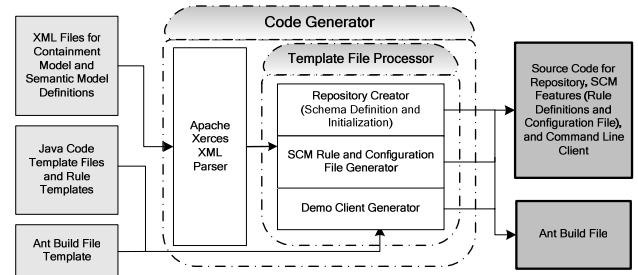 Code Generator
XML Files for
Containment
Model and
Semantic Model
Definitions
Java Code
Template Files
and Rule
Templates
Ant Build File
Template
Apache
Xerces
XML
Parser
Template File Processor
Repository Creator
(Schema Definition and
Initialization)
SCM Rule and Configuration
File Generator
Demo Client Generator
Source Code for
Repository, SCM
Features (Rule
Definitions and
Configuration File),
and Command Line
Client
Ant Build File